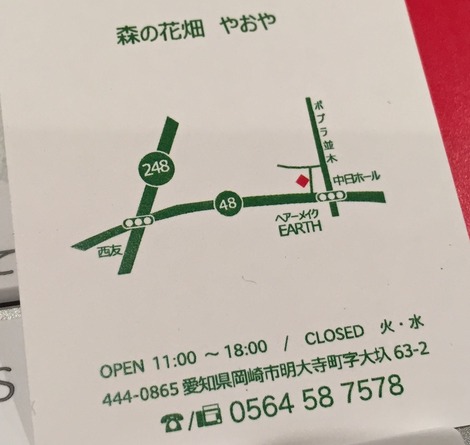 森の花畑 やおや
ポプラ並木
248
中日ホール
48
ヘアーメイク
EARTH
西友
OPEN 11:00 ～ 18:00 / CLOSED 火・水
444-0865 愛知県岡崎市明大寺町字大圦 63-2
☎/📠 0564 58 7578
S